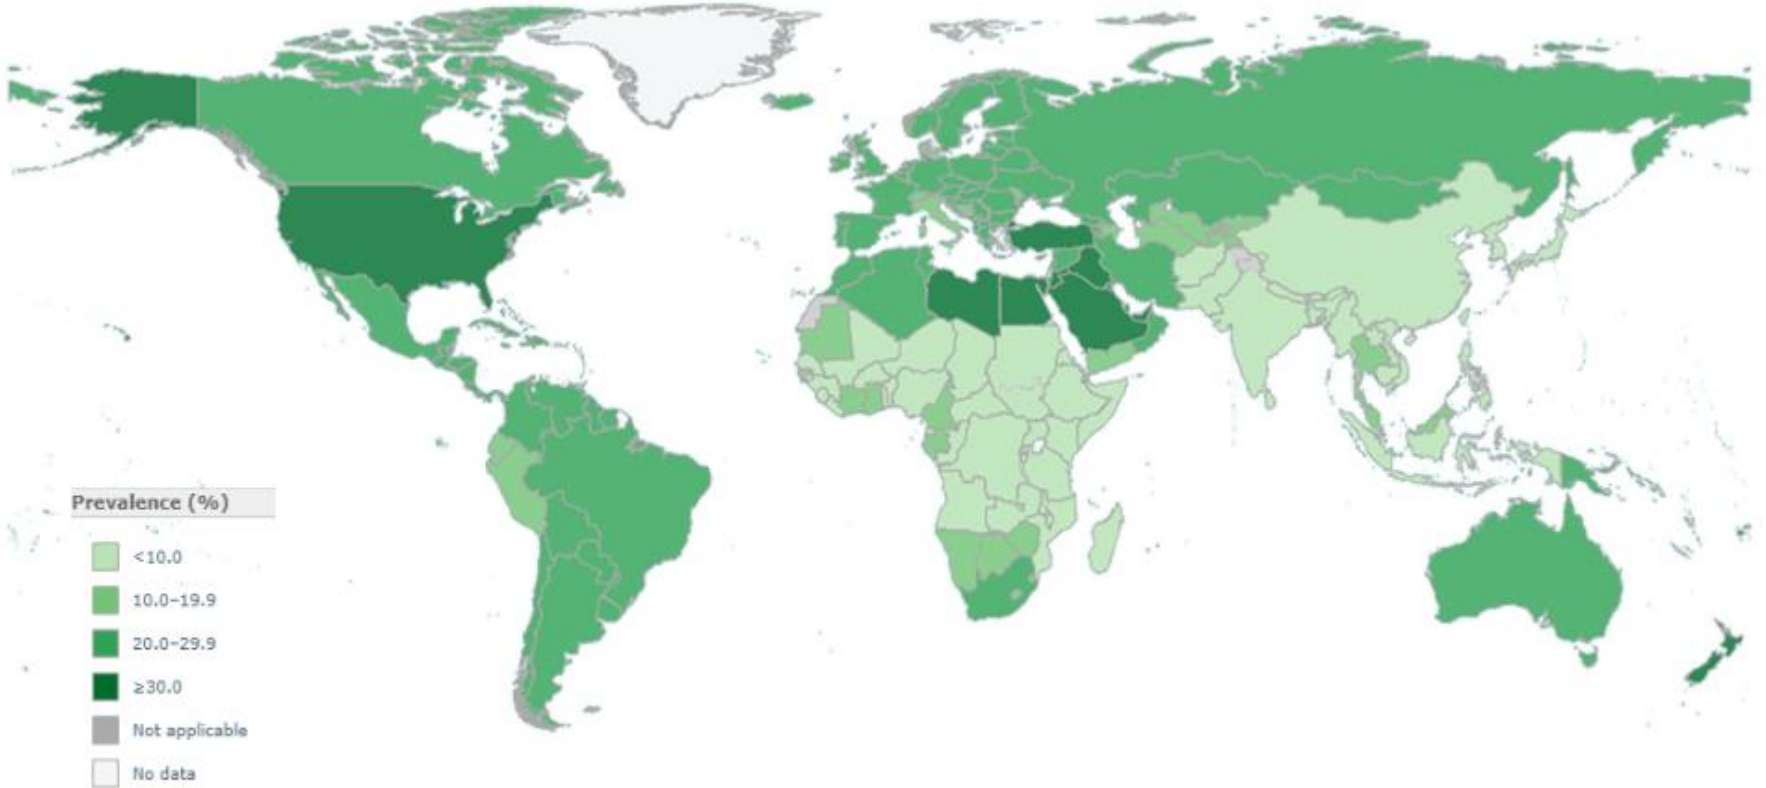 Prevalence (%)
<10.0
10.0–19.9
20.0–29.9
≥30.0
Not applicable
No data